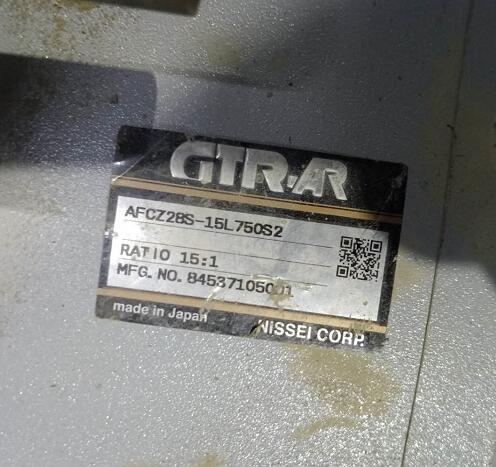 GTR-AR
AFCZ28S-15L750S2
RATIO 15:1
MFG. NO.
made in Japan
NISSEI CORP.